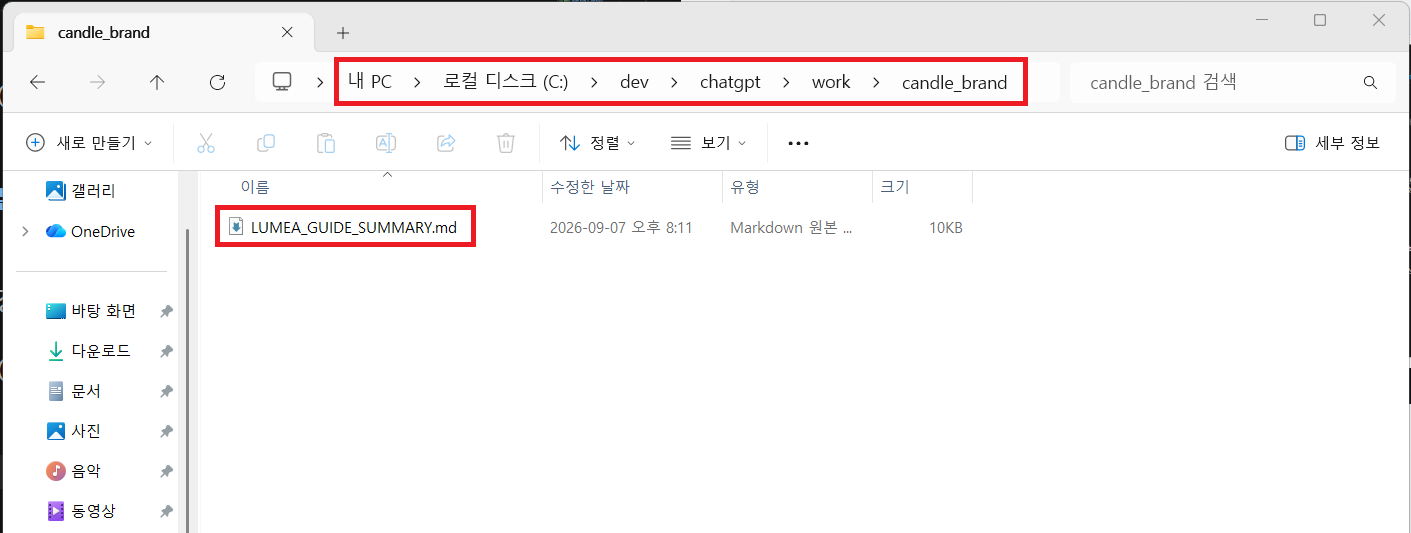 candle_brand
내 PC > 로컬 디스크 (C:) > dev > chatgpt > work > candle_brand
candle_brand 검색
새로 만들기
정렬
보기
세부 정보
이름 수정한 날짜 유형 크기
LUMEA_GUIDE_SUMMARY.md 2026-09-07 오후 8:11 Markdown 원본 ... 10KB
갤러리
OneDrive
바탕 화면
다운로드
문서
사진
음악
동영상